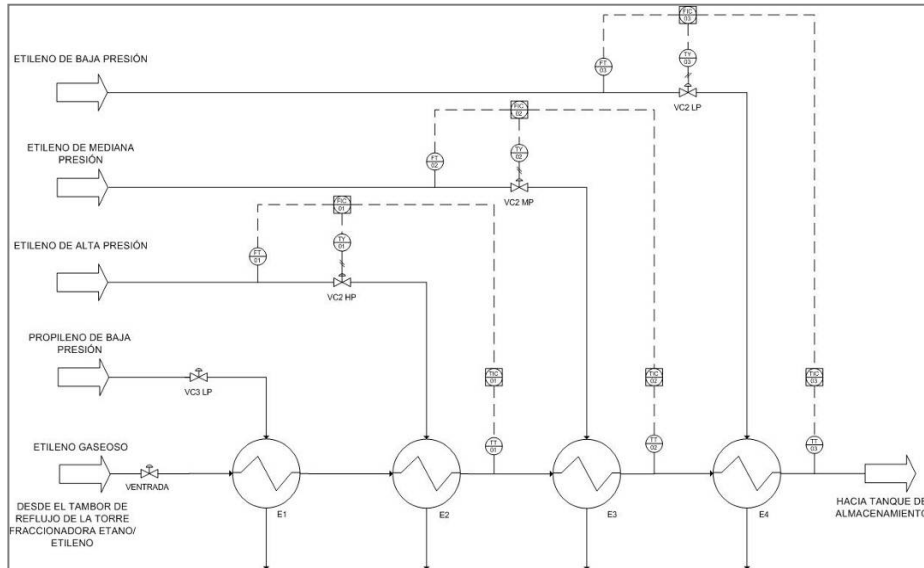 ETILENO DE BAJA PRESIÓN
FT
03
FIC
03
TY
03
VC2 LP
ETILENO DE MEDIANA
PRESIÓN
FT
02
FIC
02
TY
02
VC2 MP
ETILENO DE ALTA PRESIÓN
FT
01
FIC
01
TY
01
VC2 HP
PROPILENO DE BAJA
PRESIÓN
VC3 LP
TIC
01
TIC
02
TIC
03
ETILENO GASEOSO
VENTRADA
TT
01
TT
02
TT
03
DESDE EL TAMBOR DE
REFLUJO DE LA TORRE
FRACCIONADORA ETANO/
ETILENO
E1
E2
E3
E4
HACIA TANQUE DE
ALMACENAMIENTO